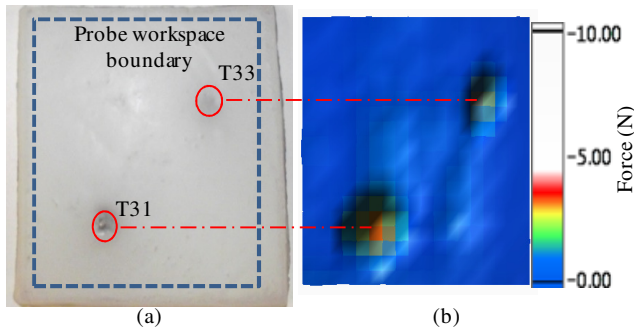 Probe workspace
boundary
T33
T31
(a)
(b)
-10.00
-5.00
-0.00
Force (N)